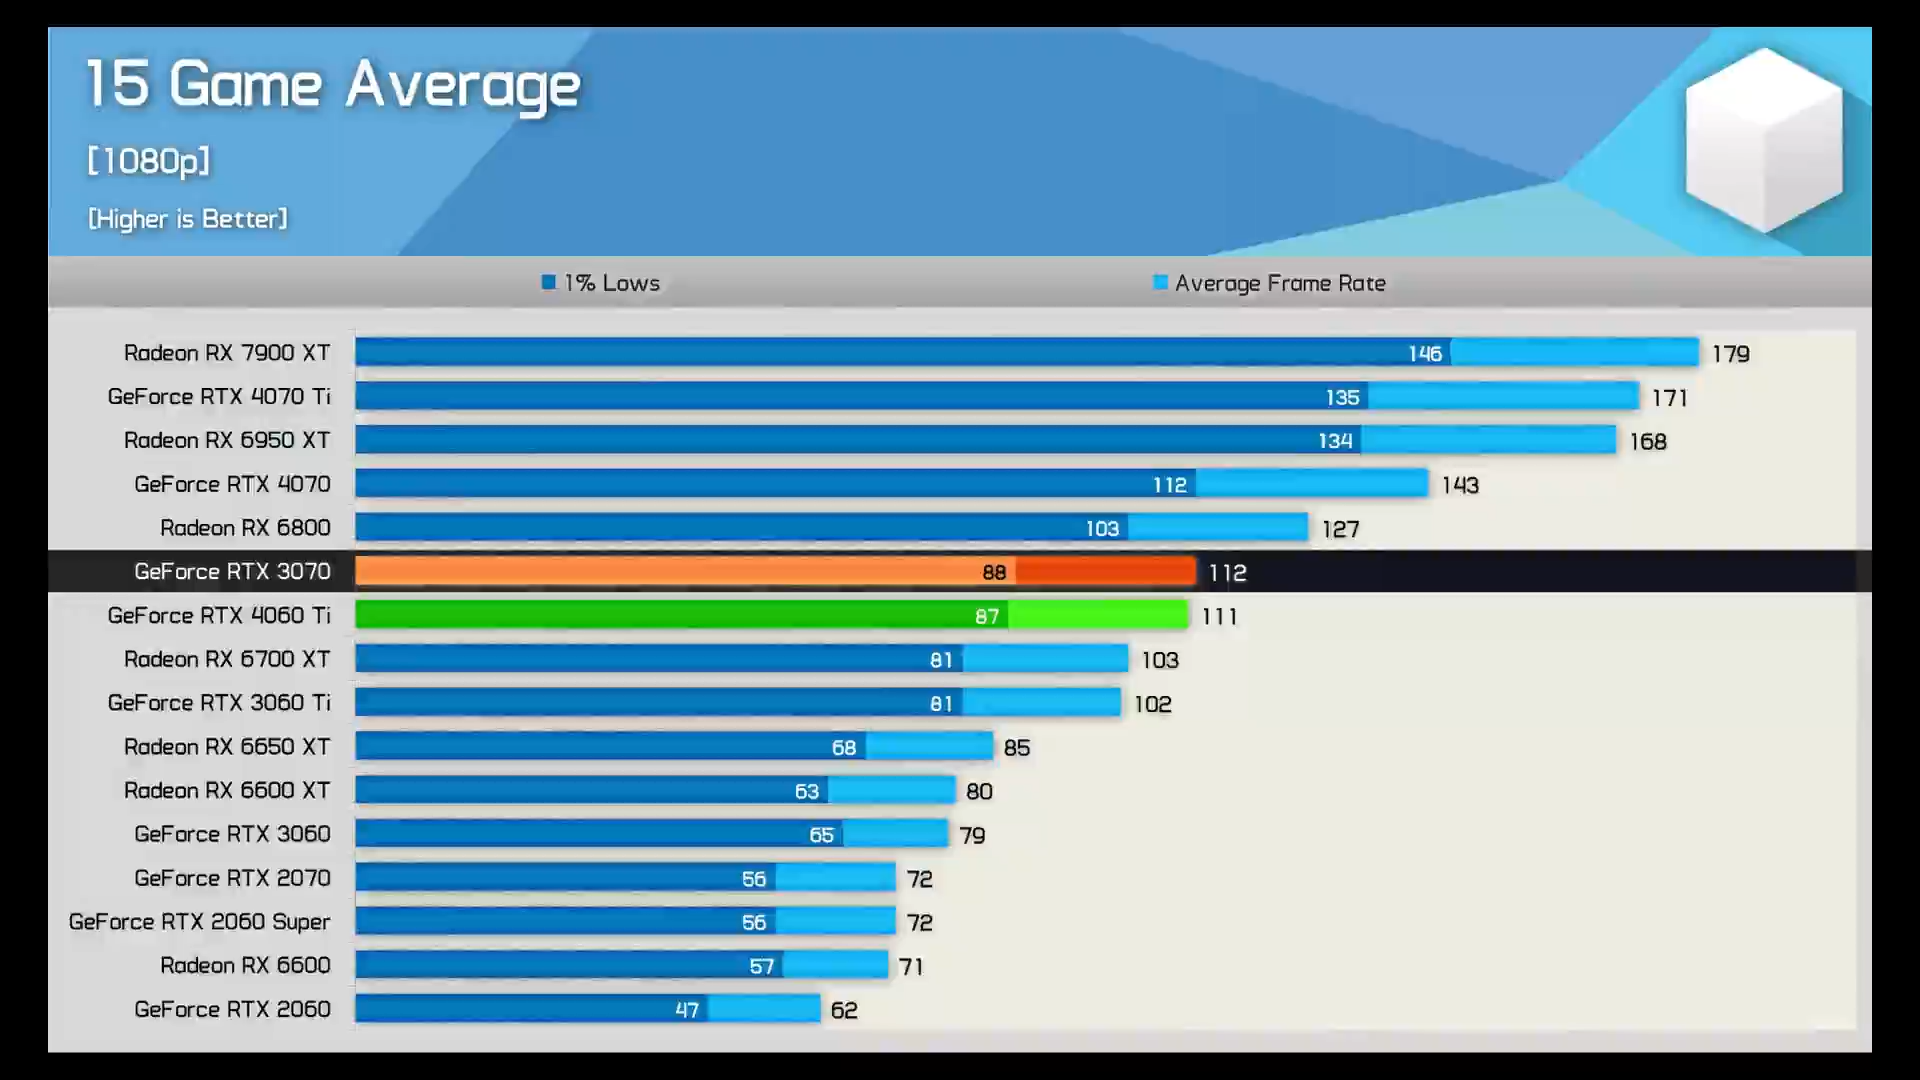 15 Game Average
[1080p]
[Higher is Better]
1% Lows Average Frame Rate
Radeon RX 7900 XT 146 179
GeForce RTX 4070 Ti 135 171
Radeon RX 6950 XT 134 168
GeForce RTX 4070 112 143
Radeon RX 6800 103 127
GeForce RTX 3070 88 112
GeForce RTX 4060 Ti 87 111
Radeon RX 6700 XT 81 103
GeForce RTX 3060 Ti 81 102
Radeon RX 6650 XT 68 85
Radeon RX 6600 XT 63 80
GeForce RTX 3060 65 79
GeForce RTX 2070 56 72
GeForce RTX 2060 Super 56 72
Radeon RX 6600 57 71
GeForce RTX 2060 47 62